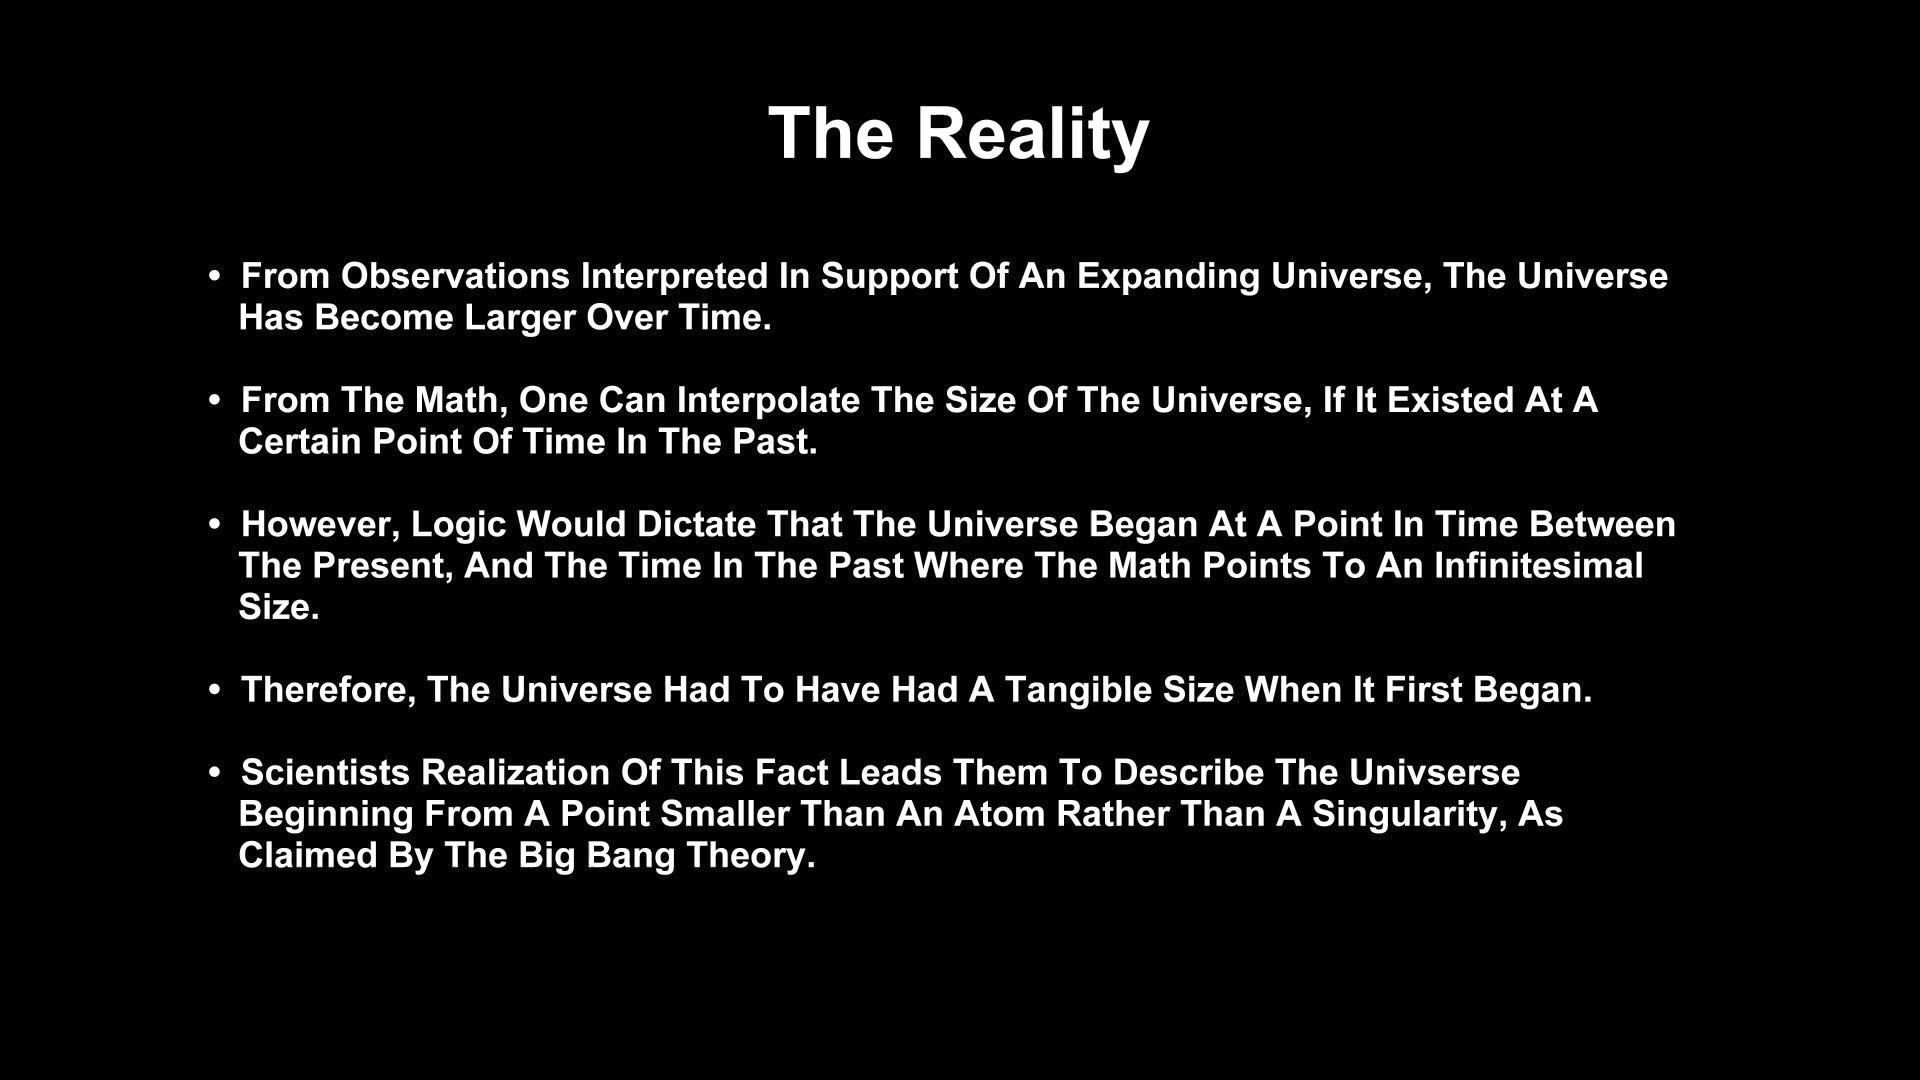 The Reality
• From Observations Interpreted In Support Of An Expanding Universe, The Universe
Has Become Larger Over Time.
• From The Math, One Can Interpolate The Size Of The Universe, If It Existed At A
Certain Point Of Time In The Past.
• However, Logic Would Dictate That The Universe Began At A Point In Time Between
The Present, And The Time In The Past Where The Math Points To An Infinitesimal
Size.
• Therefore, The Universe Had To Have Had A Tangible Size When It First Began.
• Scientists Realization Of This Fact Leads Them To Describe The Univserse
Beginning From A Point Smaller Than An Atom Rather Than A Singularity, As
Claimed By The Big Bang Theory.